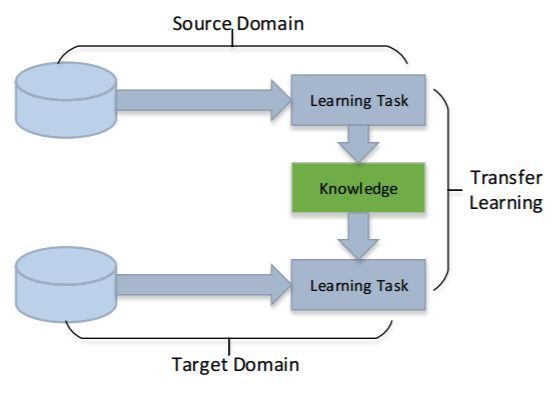 Source Domain
Learning Task
Knowledge
Transfer
Learning
Learning Task
Target Domain